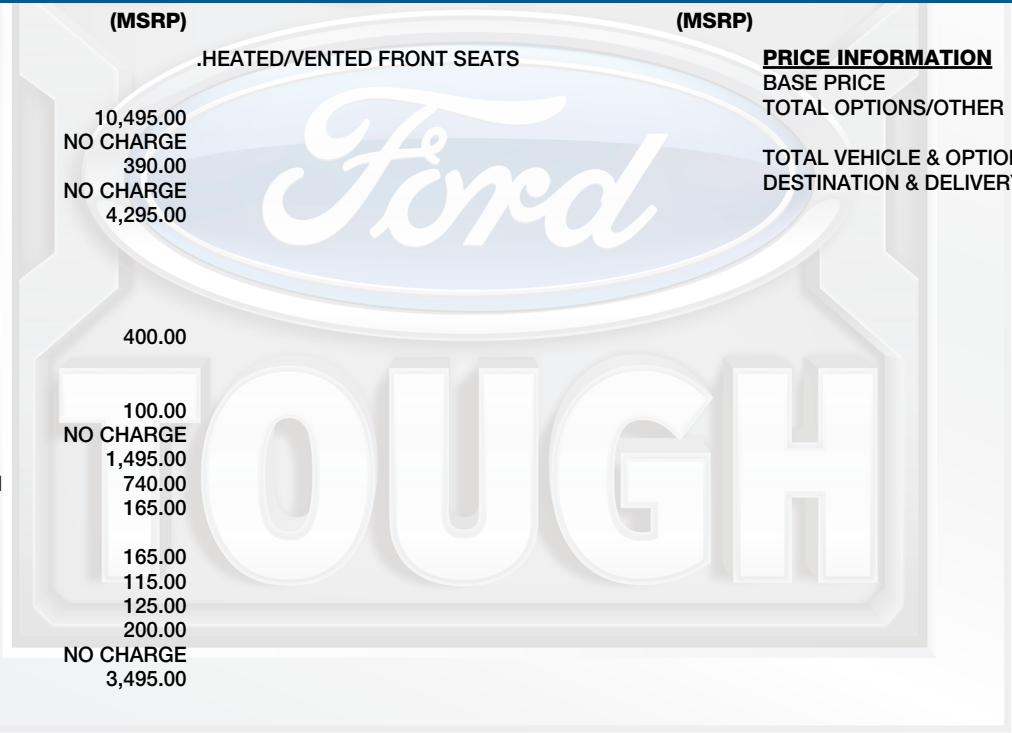 (MSRP)
10,495.00
NO CHARGE
390.00
NO CHARGE
4,295.00
400.00
100.00
NO CHARGE
1,495.00
740.00
165.00
165.00
115.00
125.00
200.00
NO CHARGE
3,495.00
.HEATED/VENTED FRONT SEATS
(MSRP)
PRICE INFORMATION
BASE PRICE
TOTAL OPTIONS/OTHER
TOTAL VEHICLE & OPTION
DESTINATION & DELIVERY
Ford
TOUGH